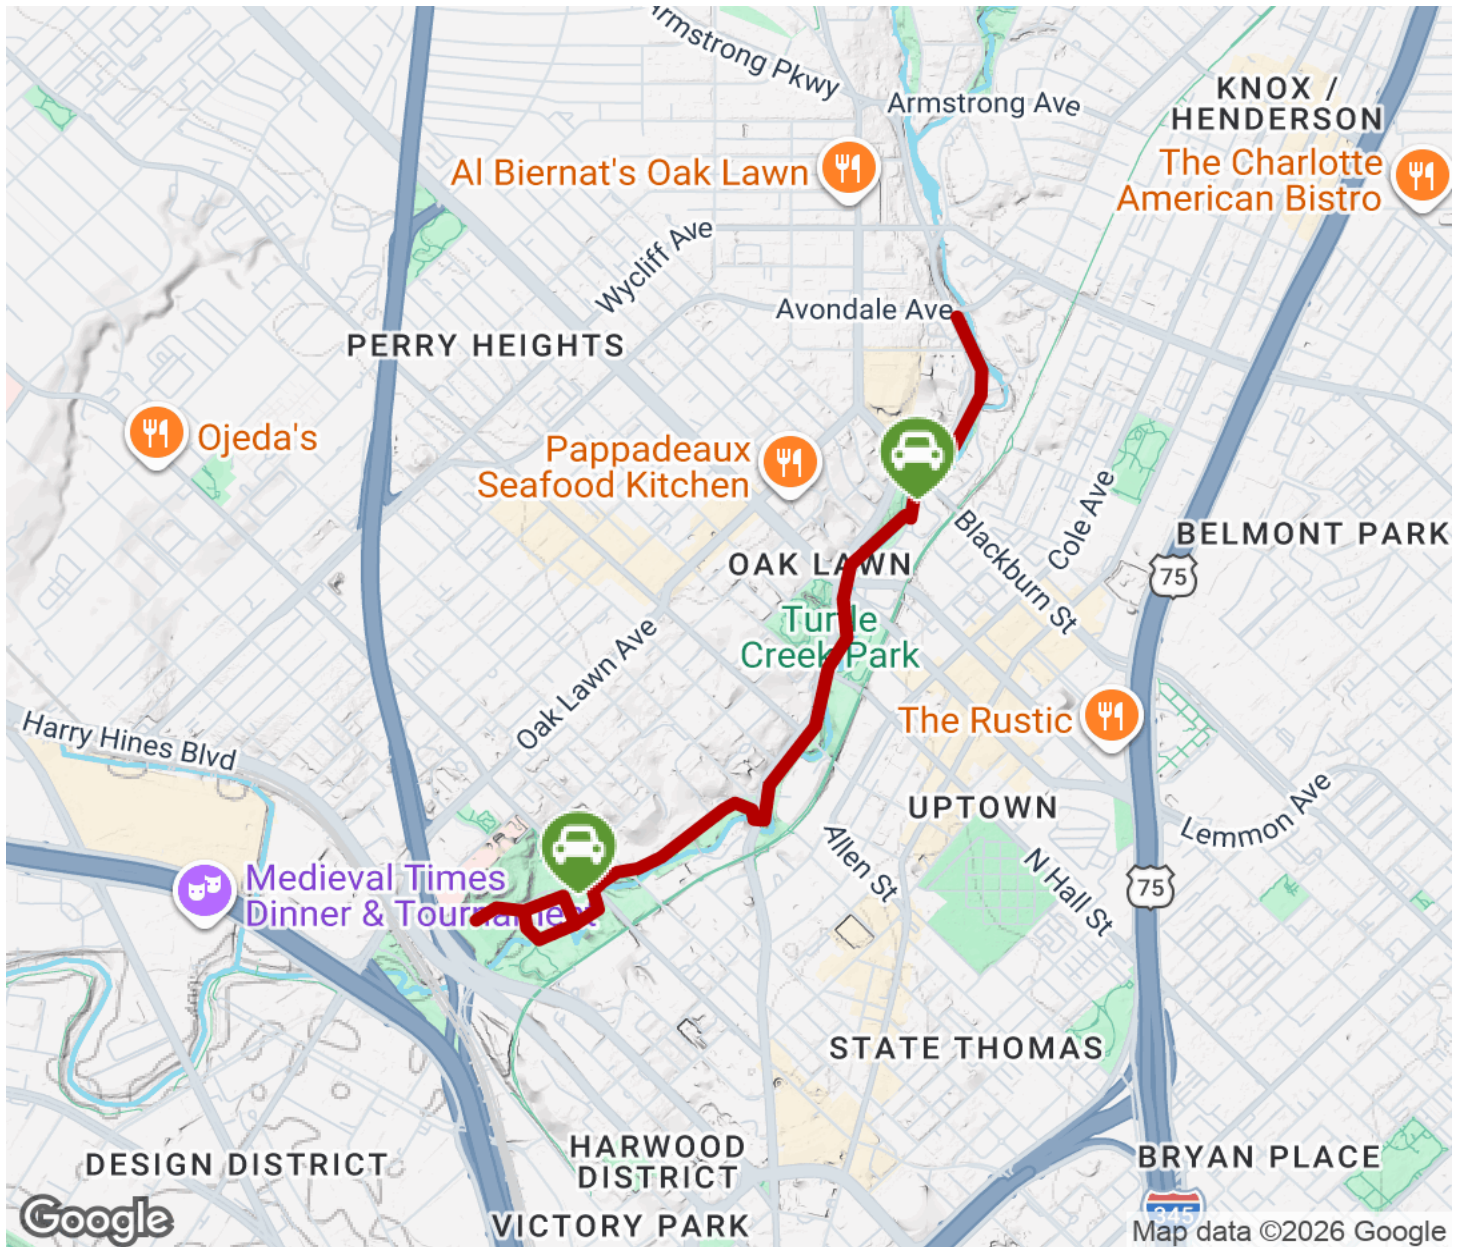 Armstrong Pkwy
Armstrong Ave
KNOX /
HENDERSON
Al Biernat's Oak Lawn
The Charlotte
American Bistro
Wycliff Ave
Avondale Ave
PERRY HEIGHTS
Ojeda's
Pappadeaux
Seafood Kitchen
Cole Ave
Blackburn St
BELMONT PARK
OAK LAWN
75
Turtle
Creek Park
Oak Lawn Ave
Harry Hines Blvd
The Rustic
UPTOWN
Lemmon Ave
Allen St
N Hall St
75
Medieval Times
Dinner & Tournament
STATE THOMAS
HARWOOD
DISTRICT
DESIGN DISTRICT
BRYAN PLACE
VICTORY PARK
345
Google
Map data ©2026 Google